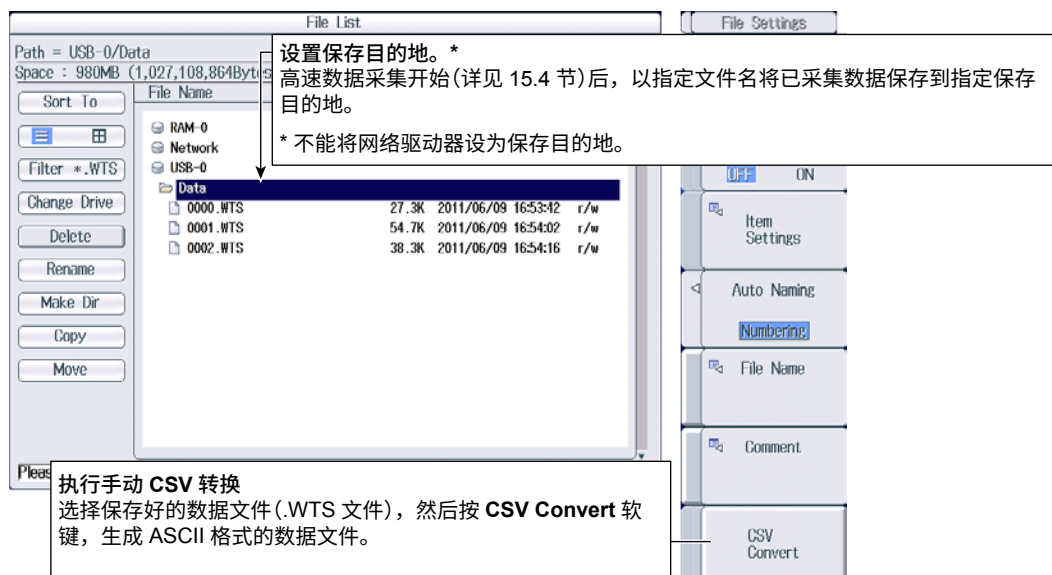 File List
File Settings
Path = USB-0/Data
Space : 980MB (1,027,108,864Bytes
设置保存目的地。*
高速数据采集开始(详见 15.4 节)后，以指定文件名将已采集数据保存到指定保存
目的地。
* 不能将网络驱动器设为保存目的地。
Sort To
File Name
RAM-0
Network
Filter *.WTS
USB-0
OFF ON
Data
Change Drive
0000.WTS 27.3K 2011/06/09 16:53:42 r/w
0001.WTS 54.7K 2011/06/09 16:54:02 r/w
0002.WTS 38.3K 2011/06/09 16:54:16 r/w
Delete
Rename
Make Dir
Copy
Move
Item
Settings
Auto Naming
Numbering
File Name
Comment
执行手动 CSV 转换
选择保存好的数据文件(.WTS 文件)，然后按 CSV Convert 软
键，生成 ASCII 格式的数据文件。
CSV
Convert